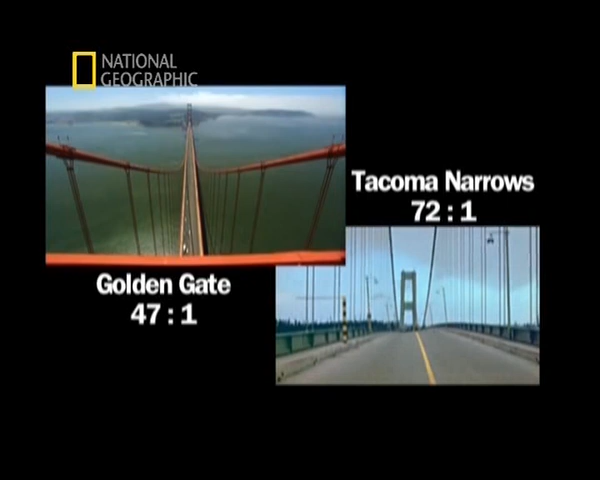 NATIONAL
GEOGRAPHIC
Tacoma Narrows
72 : 1
Golden Gate
47 : 1